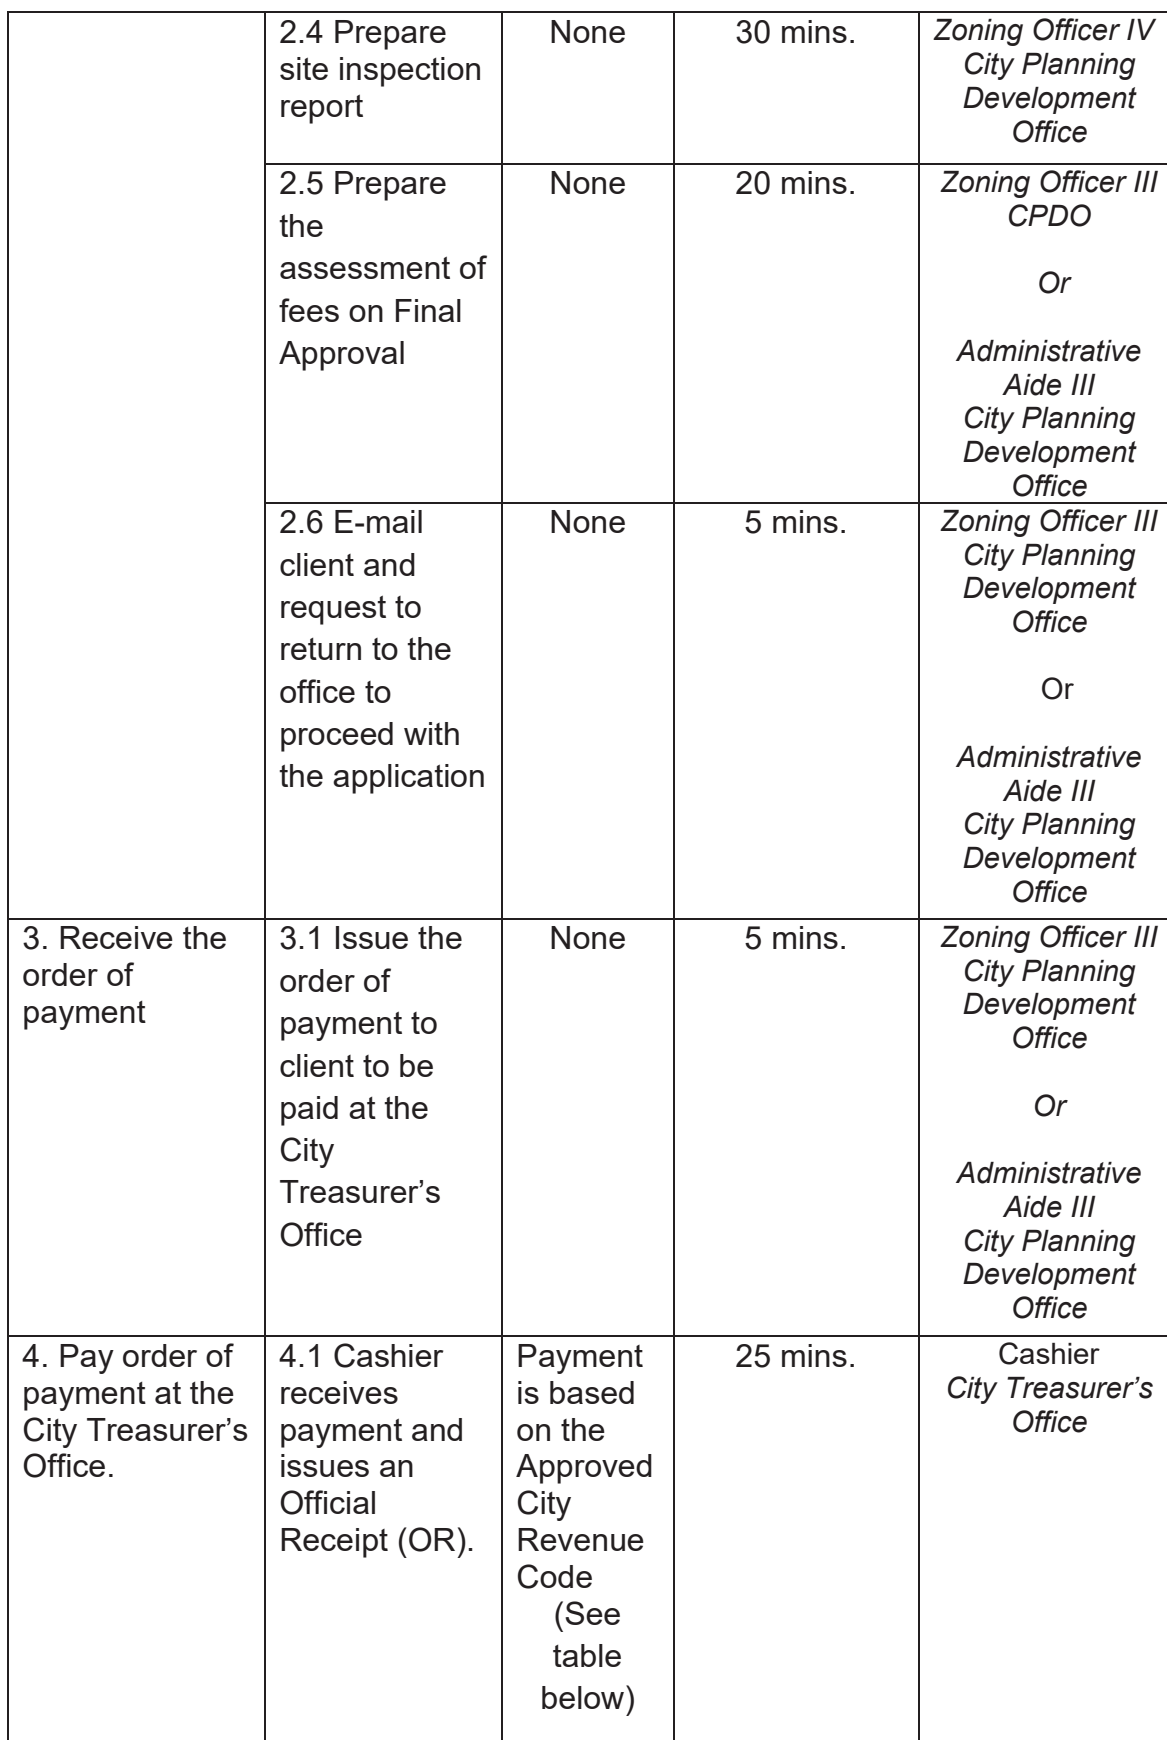 2.4 Prepare
site inspection
report
None
30 mins.
Zoning Officer IV
City Planning
Development
Office
2.5 Prepare
the
assessment of
fees on Final
Approval
None
20 mins.
Zoning Officer III
CPDO
Or
Administrative
Aide III
City Planning
Development
Office
2.6 E-mail
client and
request to
return to the
office to
proceed with
the application
None
5 mins.
Zoning Officer III
City Planning
Development
Office
Or
Administrative
Aide III
City Planning
Development
Office
3. Receive the
order of
payment
3.1 Issue the
order of
payment to
client to be
paid at the
City
Treasurer’s
Office
None
5 mins.
Zoning Officer III
City Planning
Development
Office
Or
Administrative
Aide III
City Planning
Development
Office
4. Pay order of
payment at the
City Treasurer’s
Office.
4.1 Cashier
receives
payment and
issues an
Official
Receipt (OR).
Payment
is based
on the
Approved
City
Revenue
Code
(See
table
below)
25 mins.
Cashier
City Treasurer’s
Office